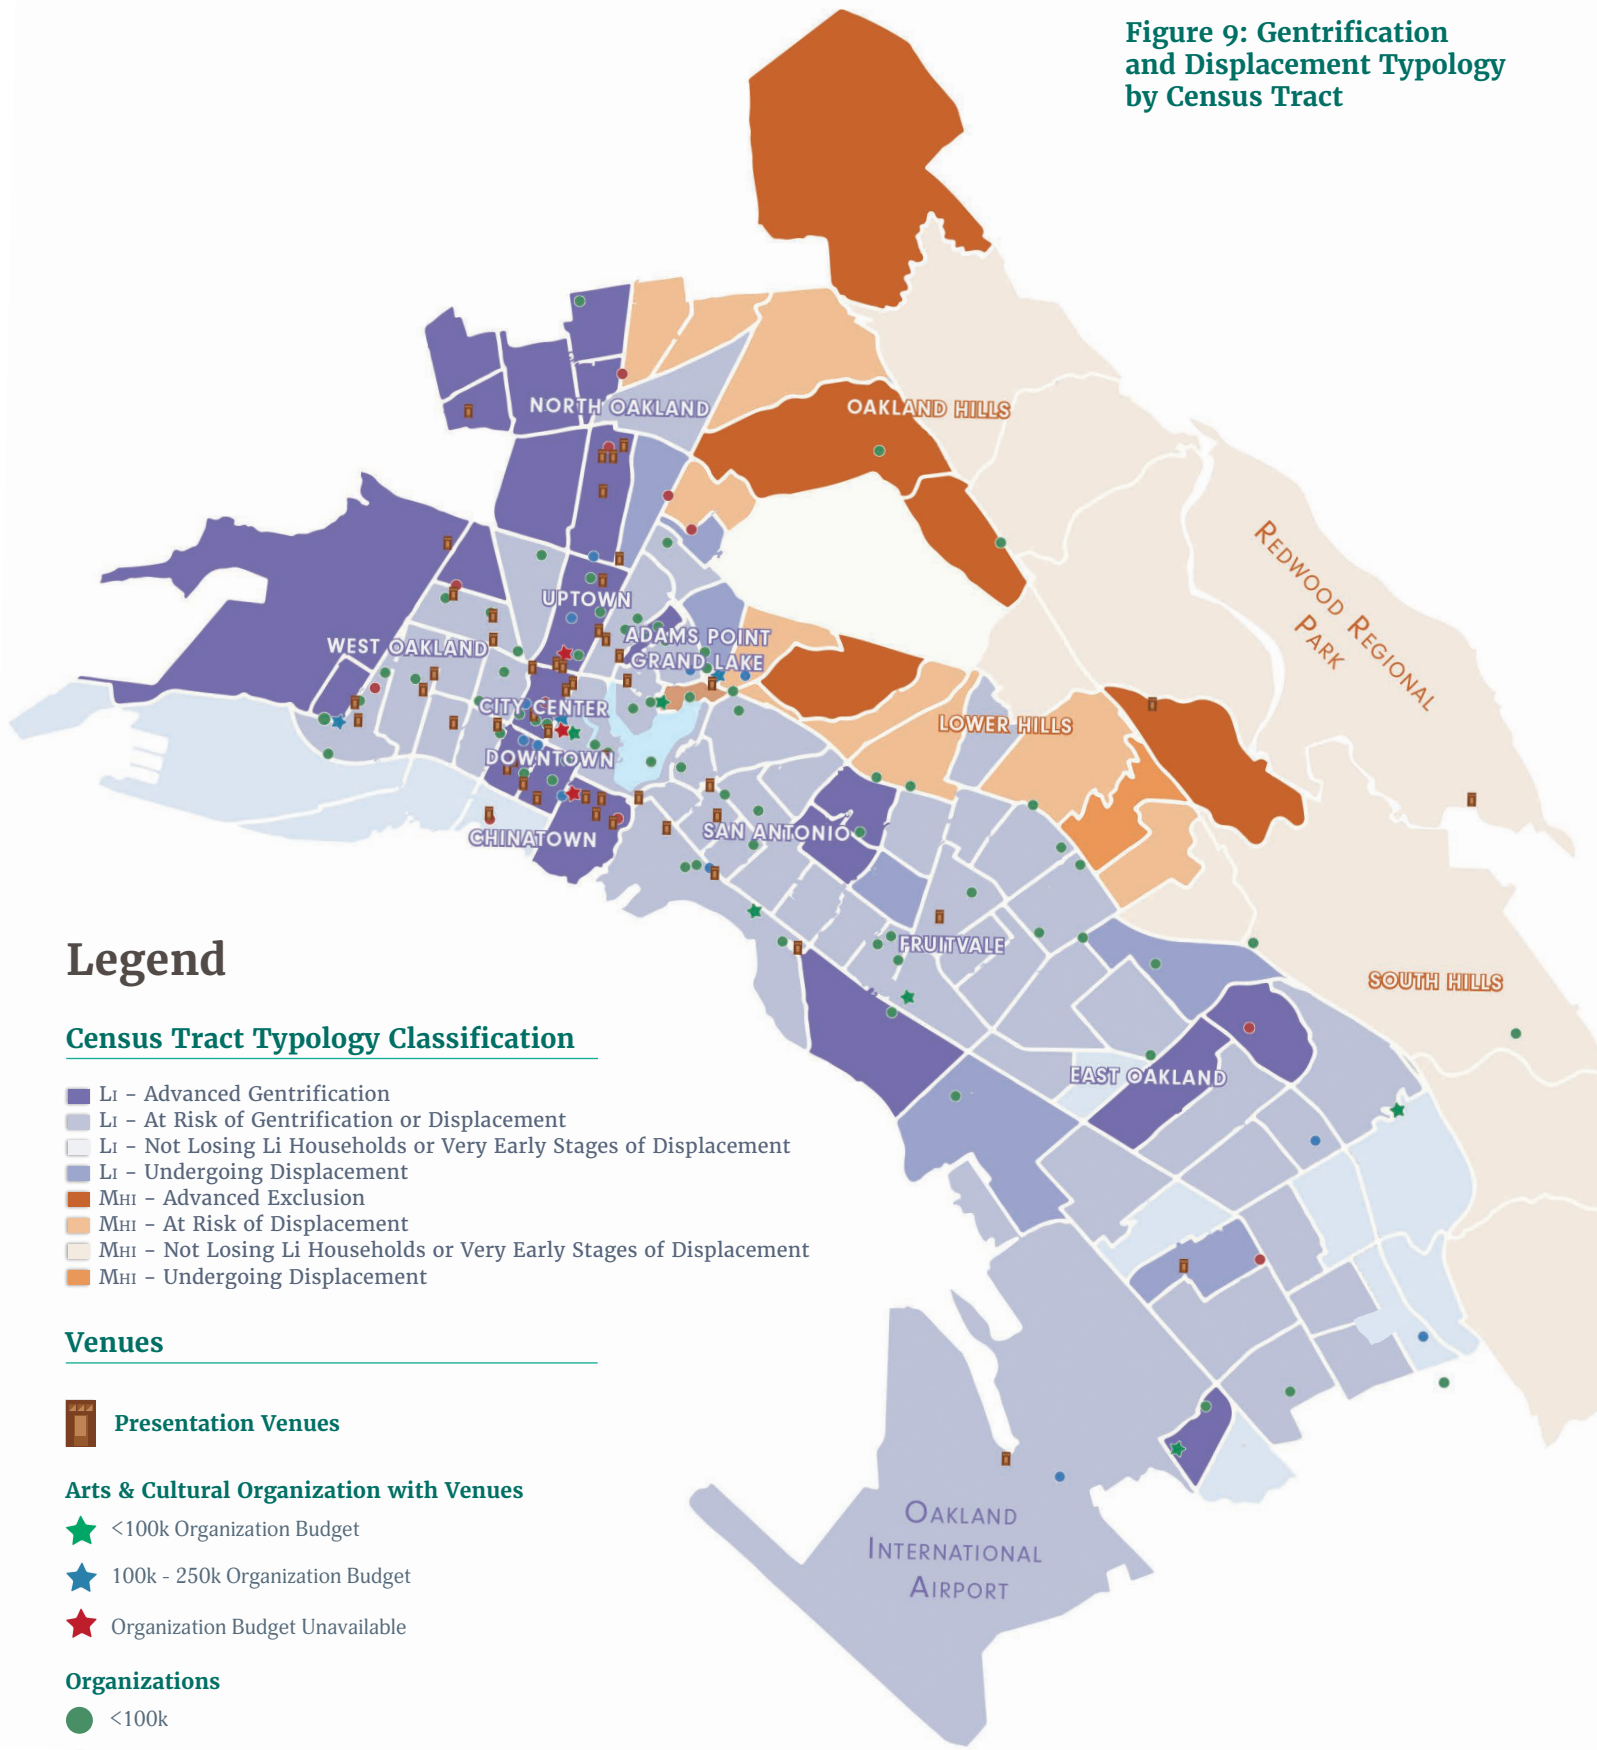 Figure 9: Gentrification
and Displacement Typology
by Census Tract
NORTH OAKLAND
OAKLAND HILLS
REDWOOD REGIONAL
PARK
UPTOWN
WEST OAKLAND
ADAMS POINT
GRAND LAKE
CITY CENTER
LOWER HILLS
DOWNTOWN
SAN ANTONIO
CHINATOWN
FRUITVALE
SOUTH HILLS
EAST OAKLAND
OAKLAND
INTERNATIONAL
AIRPORT
Legend
Census Tract Typology Classification
LI - Advanced Gentrification
LI - At Risk of Gentrification or Displacement
LI - Not Losing Li Households or Very Early Stages of Displacement
LI - Undergoing Displacement
MHI - Advanced Exclusion
MHI - At Risk of Displacement
MHI - Not Losing Li Households or Very Early Stages of Displacement
MHI - Undergoing Displacement
Venues
Presentation Venues
Arts & Cultural Organization with Venues
<100k Organization Budget
100k - 250k Organization Budget
Organization Budget Unavailable
Organizations
<100k